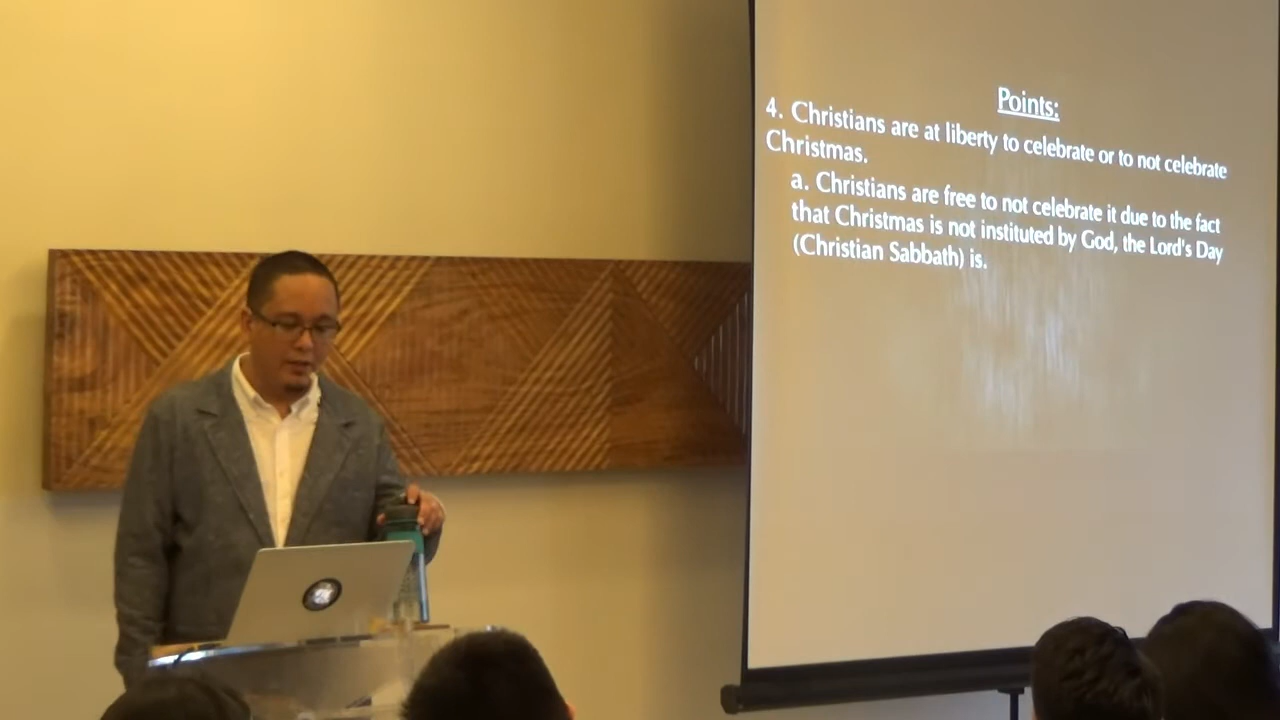 Points:
4. Christians are at liberty to celebrate or to not celebrate
Christmas.
a. Christians are free to not celebrate it due to the fact
that Christmas is not instituted by God, the Lord's Day
(Christian Sabbath) is.